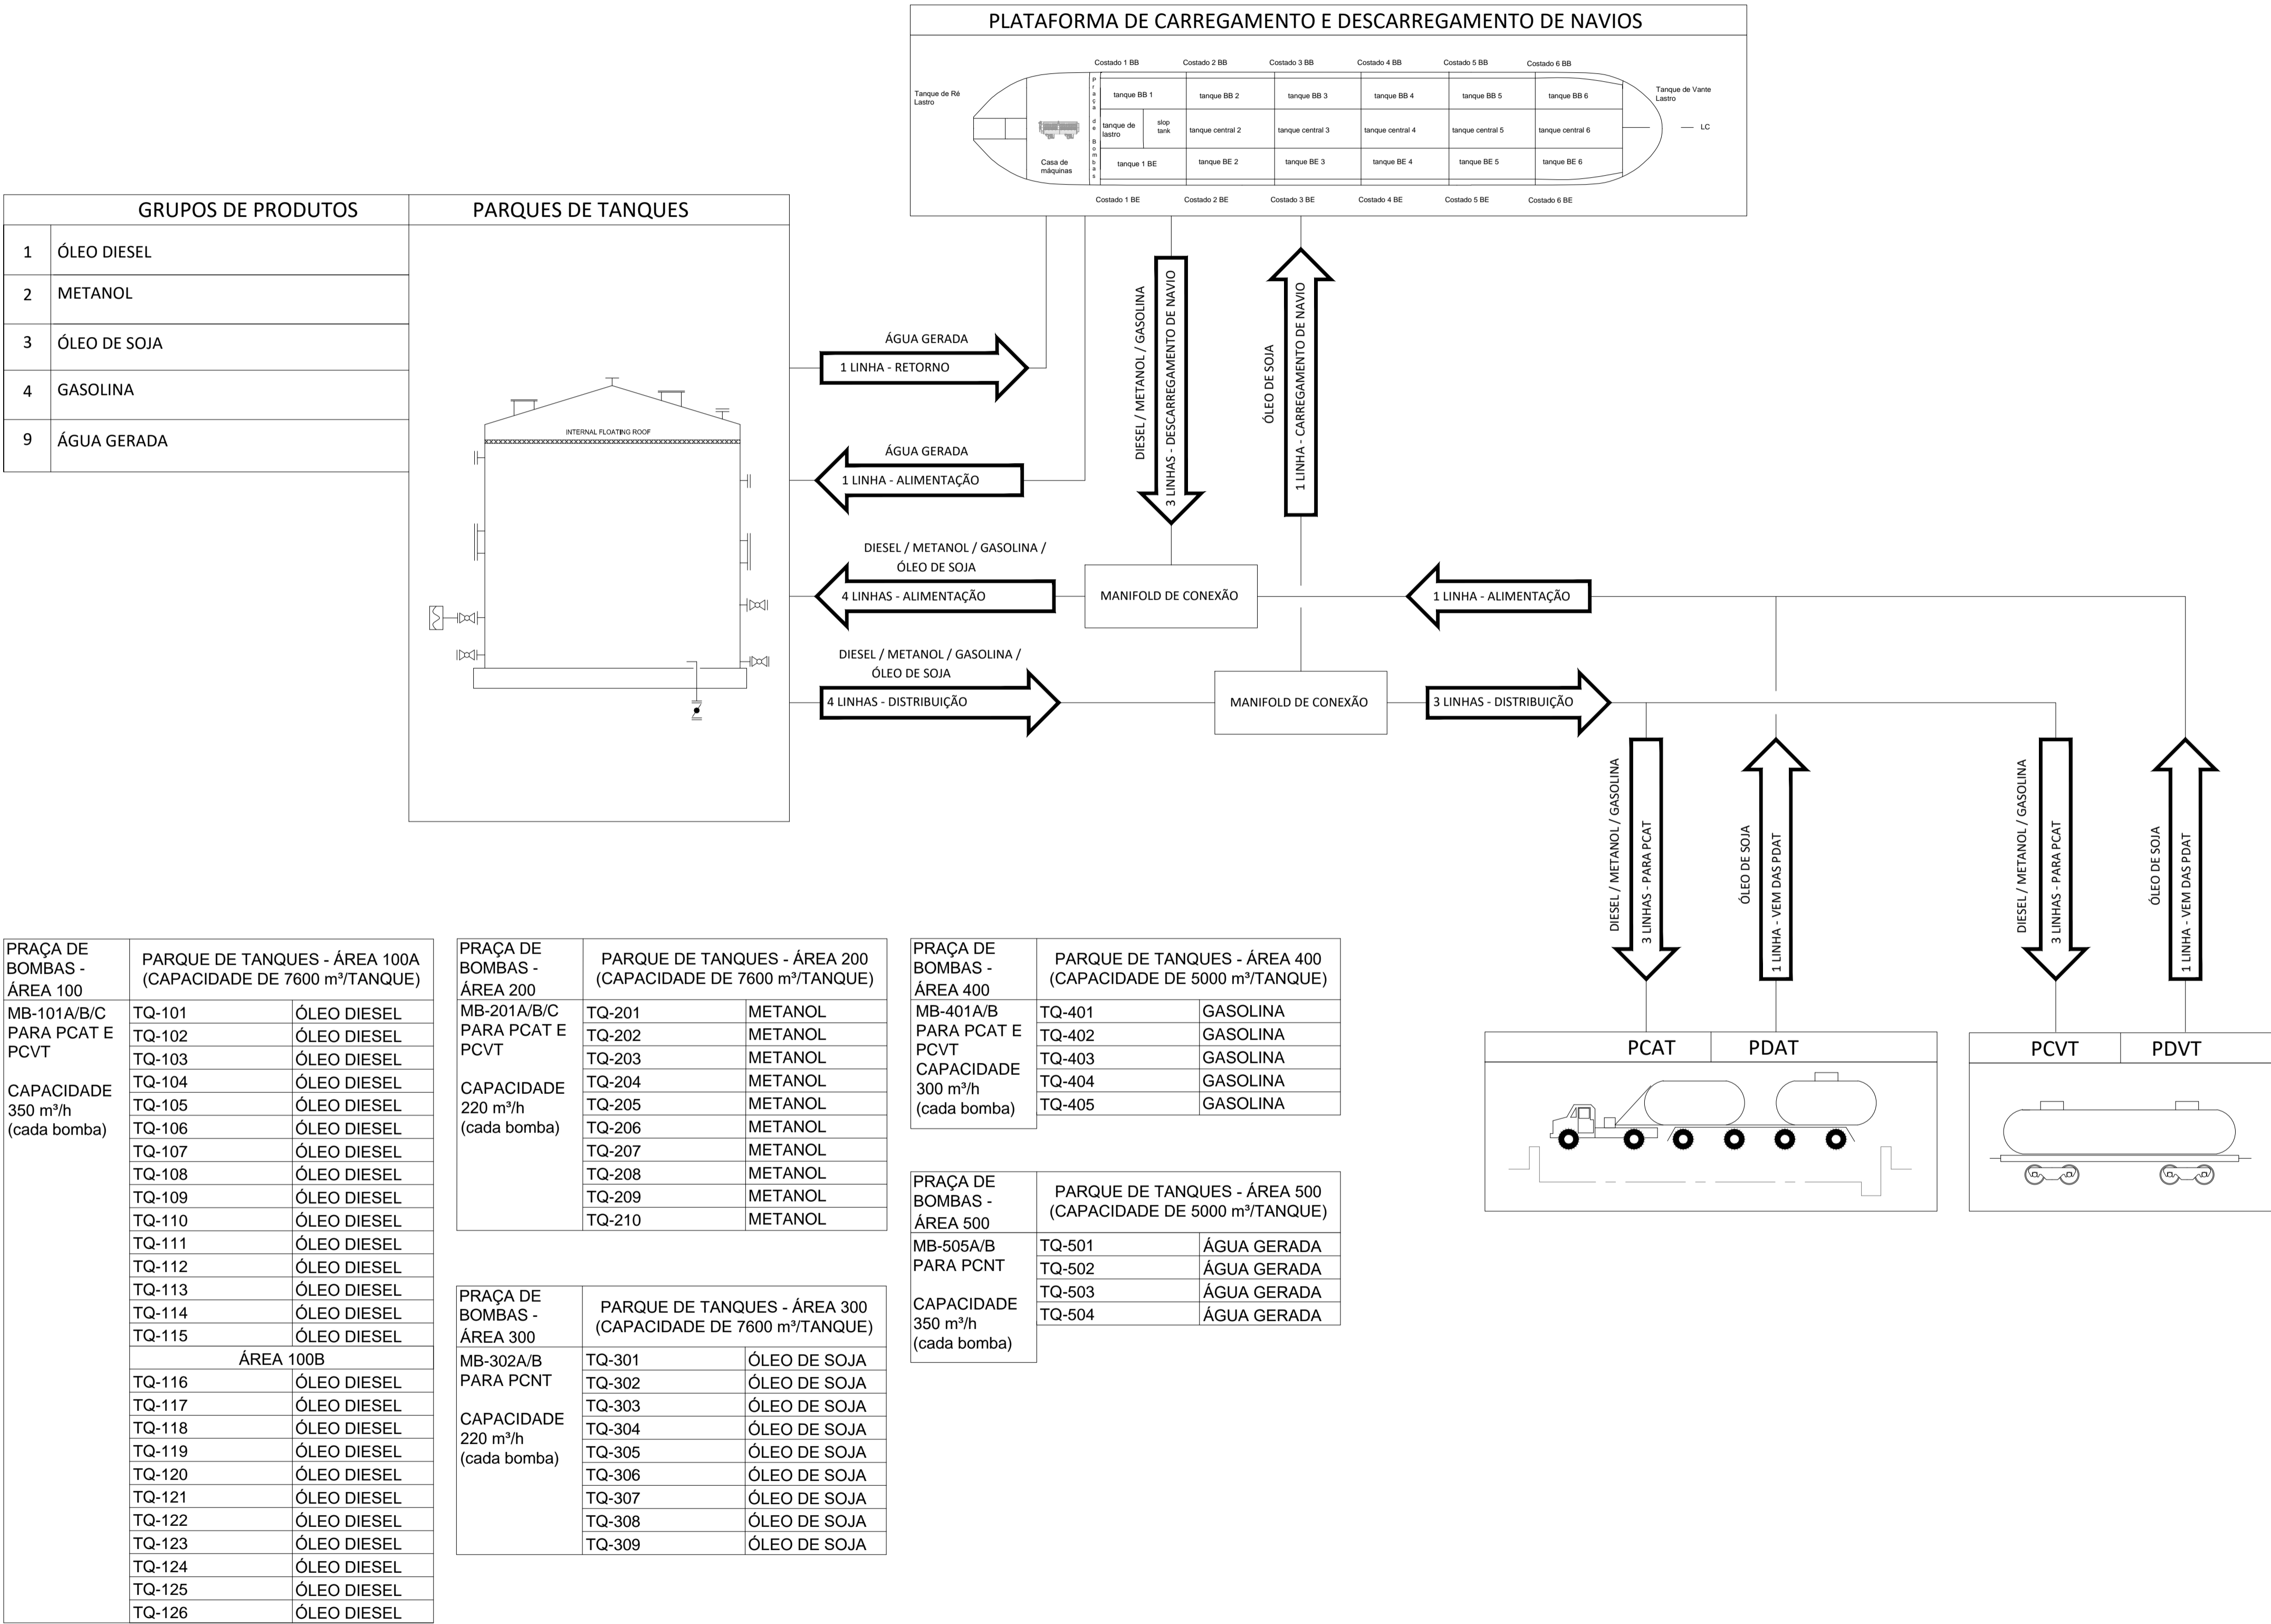 PLATAFORMA DE CARREGAMENTO E DESCARREGAMENTO DE NAVIOS
Costado 1 BB
Costado 2 BB
Costado 3 BB
Costado 4 BB
Costado 5 BB
Costado 6 BB
Tanque de Ré
Lastro
Casa de
máquinas
Praça de Bombas
tanque BB 1
tanque BB 2
tanque BB 3
tanque BB 4
tanque BB 5
tanque BB 6
tanque de
lastro
slop
tank
tanque central 2
tanque central 3
tanque central 4
tanque central 5
tanque central 6
tanque 1 BE
tanque BE 2
tanque BE 3
tanque BE 4
tanque BE 5
tanque BE 6
Tanque de Vante
Lastro
LC
Costado 1 BE
Costado 2 BE
Costado 3 BE
Costado 4 BE
Costado 5 BE
Costado 6 BE
GRUPOS DE PRODUTOS
1 ÓLEO DIESEL
2 METANOL
3 ÓLEO DE SOJA
4 GASOLINA
9 ÁGUA GERADA
PARQUES DE TANQUES
INTERNAL FLOATING ROOF
ÁGUA GERADA
1 LINHA - RETORNO
ÁGUA GERADA
1 LINHA - ALIMENTAÇÃO
DIESEL / METANOL / GASOLINA /
ÓLEO DE SOJA
4 LINHAS - ALIMENTAÇÃO
DIESEL / METANOL / GASOLINA /
ÓLEO DE SOJA
4 LINHAS - DISTRIBUIÇÃO
DIESEL / METANOL / GASOLINA
3 LINHAS - DESCARREGAMENTO DE NAVIO
ÓLEO DE SOJA
1 LINHA - CARREGAMENTO DE NAVIO
MANIFOLD DE CONEXÃO
1 LINHA - ALIMENTAÇÃO
MANIFOLD DE CONEXÃO
3 LINHAS - DISTRIBUIÇÃO
DIESEL / METANOL / GASOLINA
3 LINHAS - PARA PCAT
ÓLEO DE SOJA
1 LINHA - VEM DAS PDAT
DIESEL / METANOL / GASOLINA
3 LINHAS - PARA PCAT
ÓLEO DE SOJA
1 LINHA - VEM DAS PDAT
PCAT
PDAT
PCVT
PDVT
PRAÇA DE
BOMBAS -
ÁREA 100
PARQUE DE TANQUES - ÁREA 100A
(CAPACIDADE DE 7600 m³/TANQUE)
MB-101A/B/C
PARA PCAT E
PCVT
CAPACIDADE
350 m³/h
(cada bomba)
TQ-101 ÓLEO DIESEL
TQ-102 ÓLEO DIESEL
TQ-103 ÓLEO DIESEL
TQ-104 ÓLEO DIESEL
TQ-105 ÓLEO DIESEL
TQ-106 ÓLEO DIESEL
TQ-107 ÓLEO DIESEL
TQ-108 ÓLEO DIESEL
TQ-109 ÓLEO DIESEL
TQ-110 ÓLEO DIESEL
TQ-111 ÓLEO DIESEL
TQ-112 ÓLEO DIESEL
TQ-113 ÓLEO DIESEL
TQ-114 ÓLEO DIESEL
TQ-115 ÓLEO DIESEL
ÁREA 100B
TQ-116 ÓLEO DIESEL
TQ-117 ÓLEO DIESEL
TQ-118 ÓLEO DIESEL
TQ-119 ÓLEO DIESEL
TQ-120 ÓLEO DIESEL
TQ-121 ÓLEO DIESEL
TQ-122 ÓLEO DIESEL
TQ-123 ÓLEO DIESEL
TQ-124 ÓLEO DIESEL
TQ-125 ÓLEO DIESEL
TQ-126 ÓLEO DIESEL
PRAÇA DE
BOMBAS -
ÁREA 200
PARQUE DE TANQUES - ÁREA 200
(CAPACIDADE DE 7600 m³/TANQUE)
MB-201A/B/C
PARA PCAT E
PCVT
CAPACIDADE
220 m³/h
(cada bomba)
TQ-201 METANOL
TQ-202 METANOL
TQ-203 METANOL
TQ-204 METANOL
TQ-205 METANOL
TQ-206 METANOL
TQ-207 METANOL
TQ-208 METANOL
TQ-209 METANOL
TQ-210 METANOL
PRAÇA DE
BOMBAS -
ÁREA 300
PARQUE DE TANQUES - ÁREA 300
(CAPACIDADE DE 7600 m³/TANQUE)
MB-302A/B
PARA PCNT
CAPACIDADE
220 m³/h
(cada bomba)
TQ-301 ÓLEO DE SOJA
TQ-302 ÓLEO DE SOJA
TQ-303 ÓLEO DE SOJA
TQ-304 ÓLEO DE SOJA
TQ-305 ÓLEO DE SOJA
TQ-306 ÓLEO DE SOJA
TQ-307 ÓLEO DE SOJA
TQ-308 ÓLEO DE SOJA
TQ-309 ÓLEO DE SOJA
PRAÇA DE
BOMBAS -
ÁREA 400
PARQUE DE TANQUES - ÁREA 400
(CAPACIDADE DE 5000 m³/TANQUE)
MB-401A/B
PARA PCAT E
PCVT
CAPACIDADE
300 m³/h
(cada bomba)
TQ-401 GASOLINA
TQ-402 GASOLINA
TQ-403 GASOLINA
TQ-404 GASOLINA
TQ-405 GASOLINA
PRAÇA DE
BOMBAS -
ÁREA 500
PARQUE DE TANQUES - ÁREA 500
(CAPACIDADE DE 5000 m³/TANQUE)
MB-505A/B
PARA PCNT
CAPACIDADE
350 m³/h
(cada bomba)
TQ-501 ÁGUA GERADA
TQ-502 ÁGUA GERADA
TQ-503 ÁGUA GERADA
TQ-504 ÁGUA GERADA